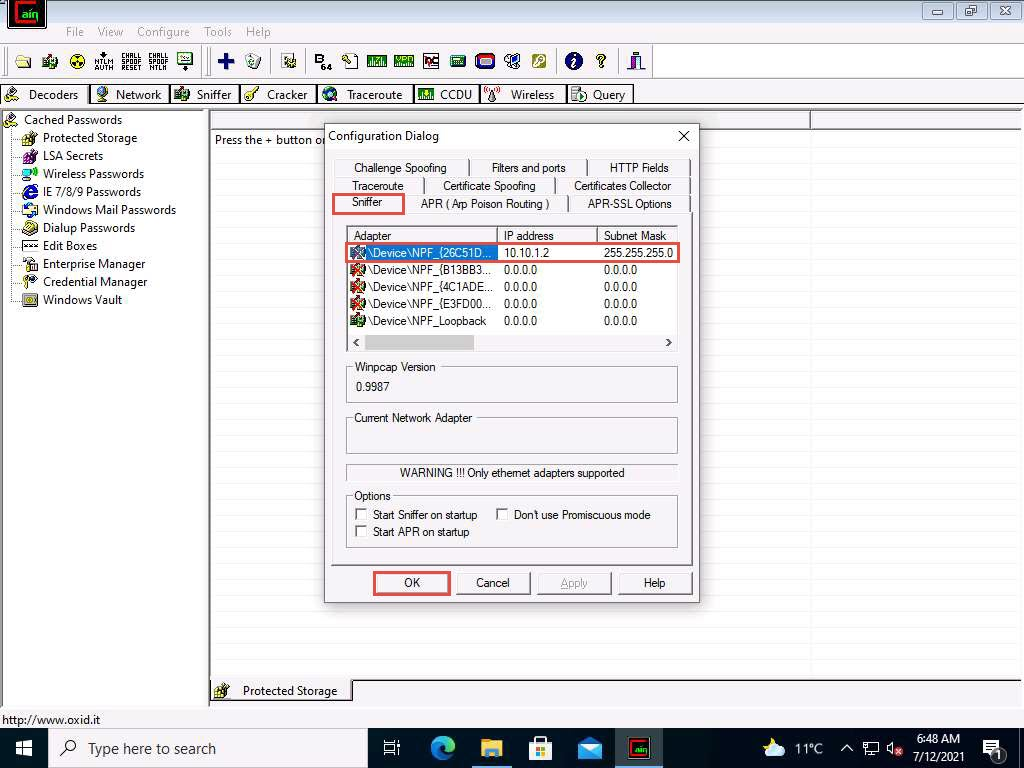 Cain
File View Configure Tools Help
NTLM AUTH CHALL SPOOF RESET CHALL SPOOF NTLM B 64
Decoders Network Sniffer Cracker Traceroute CCDU Wireless Query
Cached Passwords
Protected Storage
LSA Secrets
Wireless Passwords
IE 7/8/9 Passwords
Windows Mail Passwords
Dialup Passwords
Edit Boxes
Enterprise Manager
Credential Manager
Windows Vault
Press the + button on
Configuration Dialog
Challenge Spoofing Filters and ports HTTP Fields
Traceroute Certificate Spoofing Certificates Collector
Sniffer APR ( Arp Poison Routing ) APR-SSL Options
Adapter IP address Subnet Mask
\Device\NPF_{26C51D... 10.10.1.2 255.255.255.0
\Device\NPF_{B13BB3... 0.0.0.0 0.0.0.0
\Device\NPF_{4C1ADE... 0.0.0.0 0.0.0.0
\Device\NPF_{E3FD00... 0.0.0.0 0.0.0.0
\Device\NPF_Loopback 0.0.0.0 0.0.0.0
Winpcap Version
0.9987
Current Network Adapter
WARNING !!! Only ethernet adapters supported
Options
Start Sniffer on startup Don't use Promiscuous mode
Start APR on startup
OK Cancel Apply Help
Protected Storage
http://www.oxid.it
Type here to search
Cain
11°C
6:48 AM
7/12/2021
1